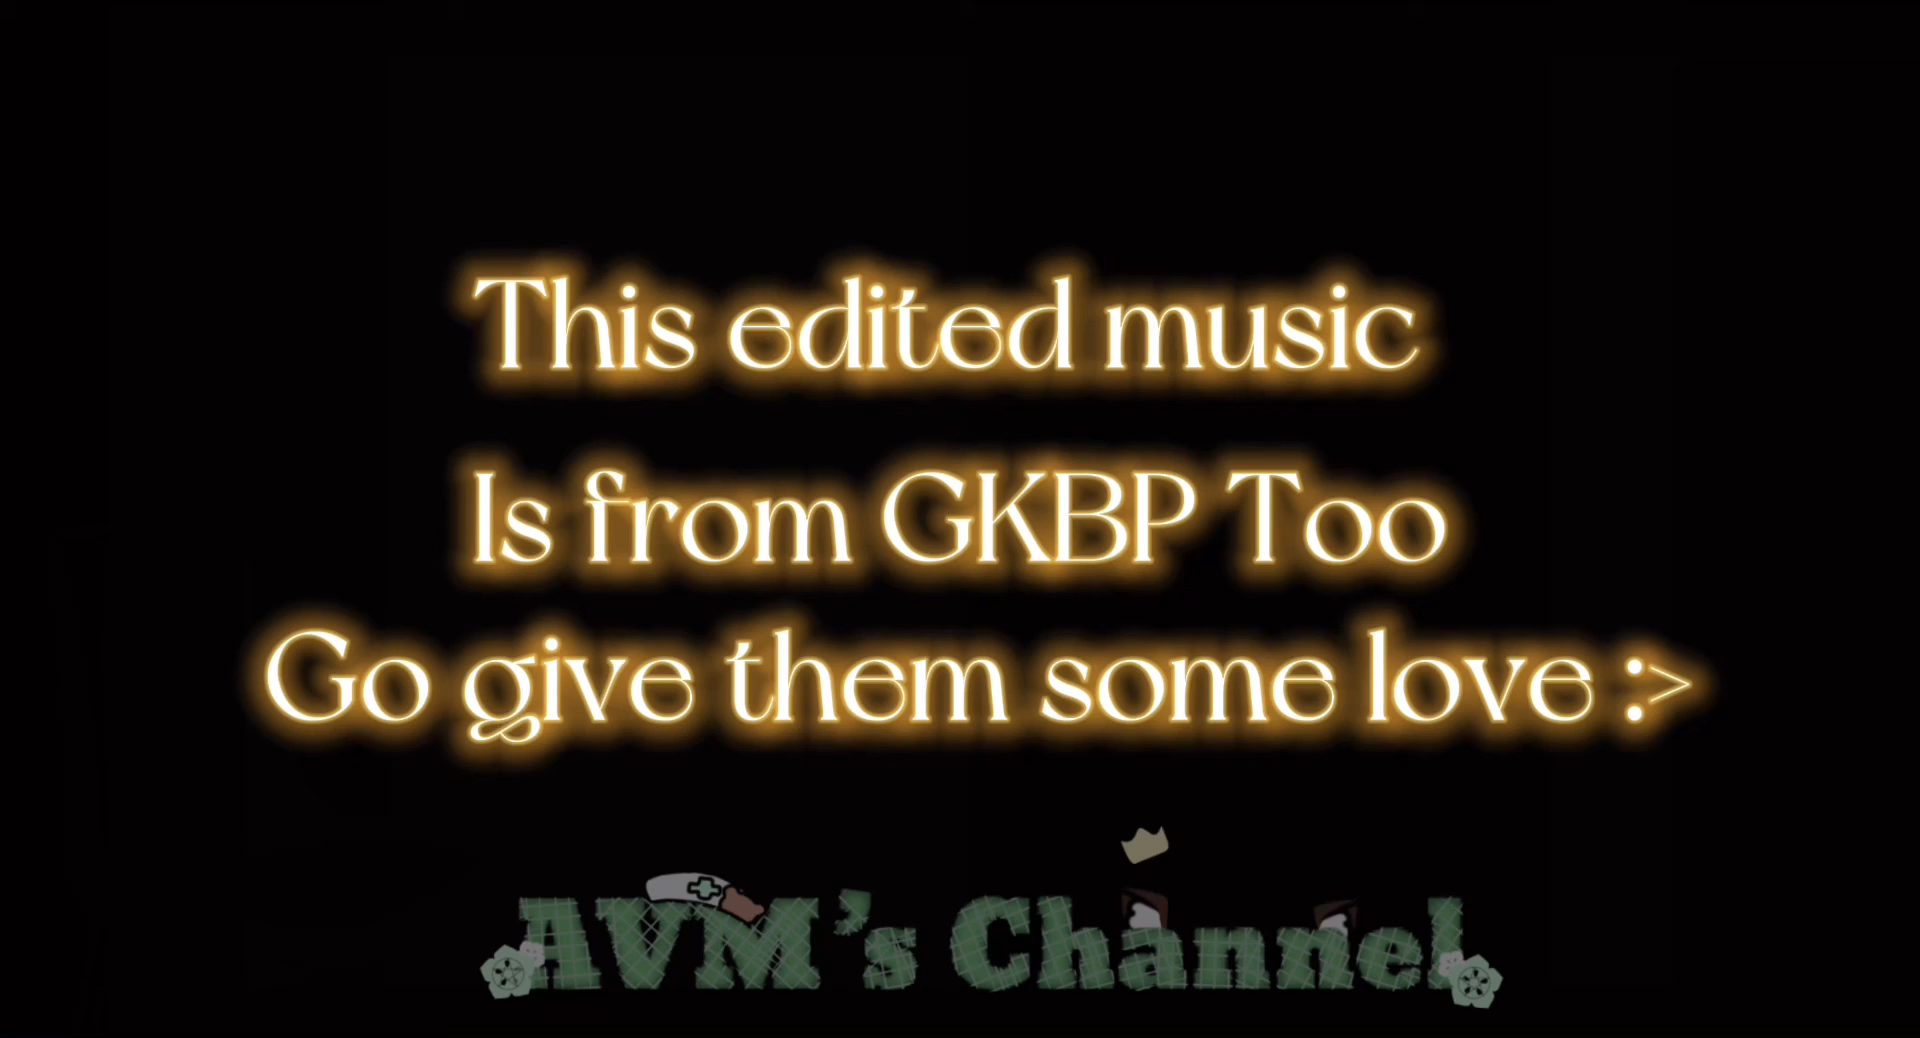 This edited music
Is from GKBP Too
Go give them some love :>
AVM's Channel